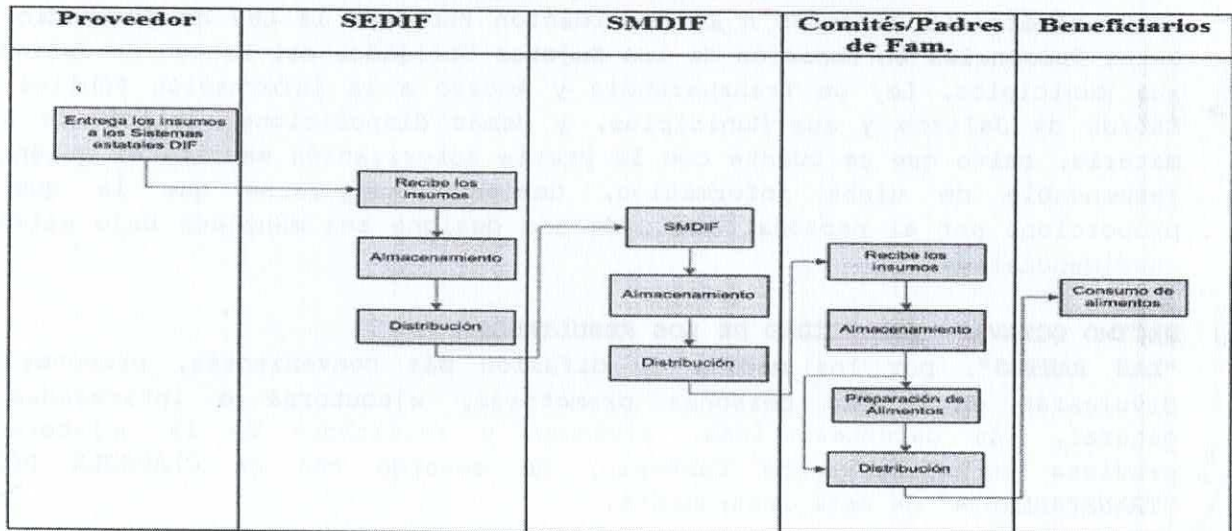 Proveedor
SEDIF
SMDIF
Comités/Padres
de Fam.
Beneficiarios
Entrega los insumos
a los Sistemas
estatales DIF
Recibe los
insumos
Almacenamiento
Distribución
SMDIF
Almacenamiento
Distribución
Recibe los
insumos
Almacenamiento
Preparación de
Alimentos
Distribución
Consumo de
alimentos